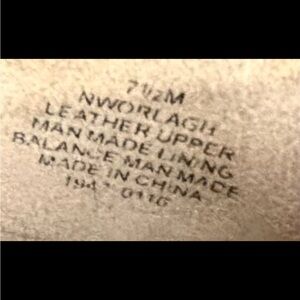 7½M
NWORLAGH
LEATHER UPPER
MAN MADE LINING
BALANCE MAN MADE
MADE IN CHINA
0116